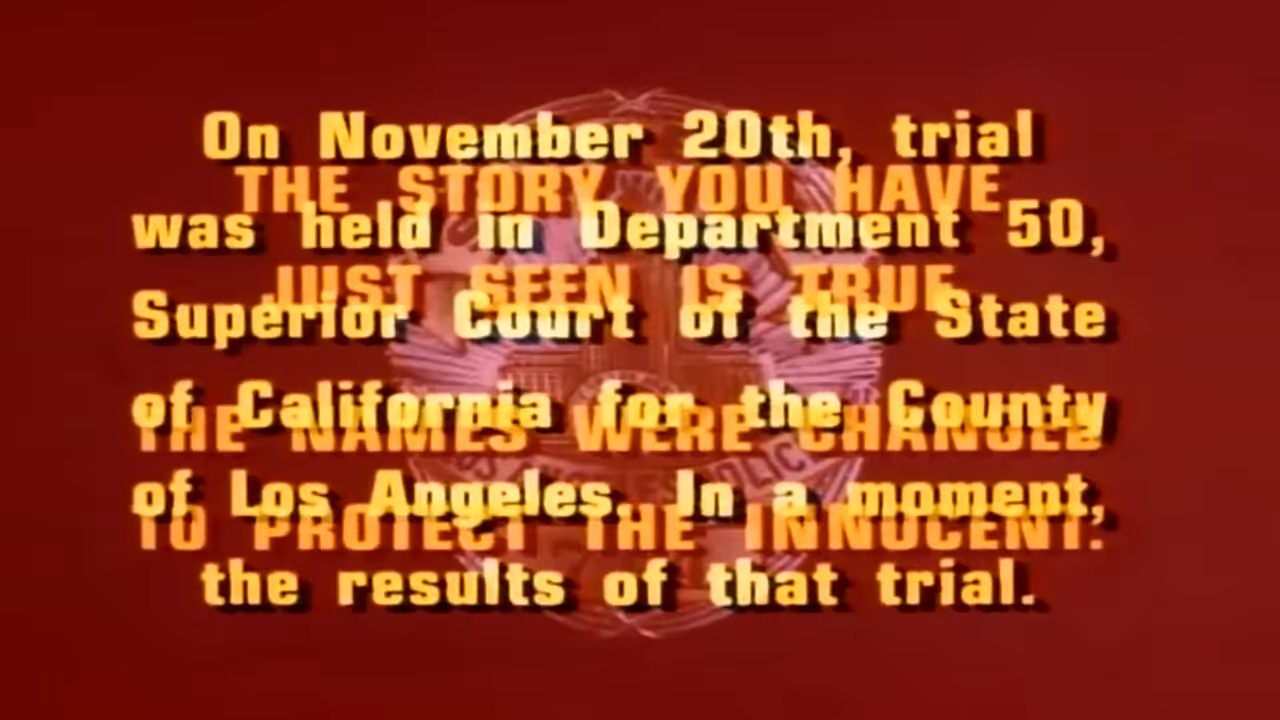 On November 20th, trial
THE STORY YOU HAVE
was held in Department 50,
JUST SEEN IS TRUE
Superior Court of the State
of California for the County
THE NAMES WERE CHANGED
of Los Angeles. In a moment,
TO PROTECT THE INNOCENT.
the results of that trial.